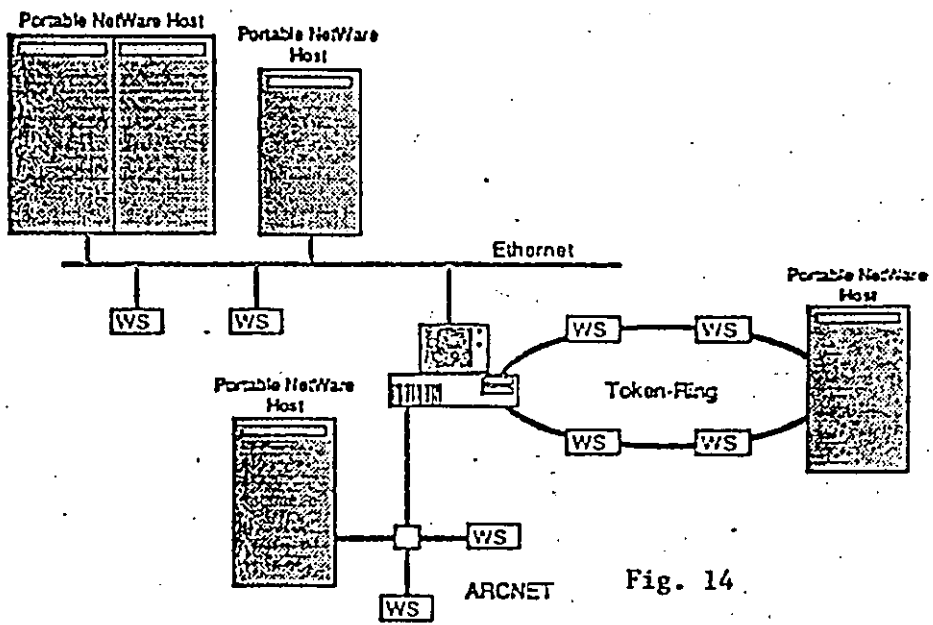 Portable NetWare Host
Portable NetWare
Host
Ethernet
WS
WS
Portable NetWare
Host
WS
WS
Token-Ring
WS
WS
Portable NetWare
Host
WS
WS
ARCNET
Fig. 14